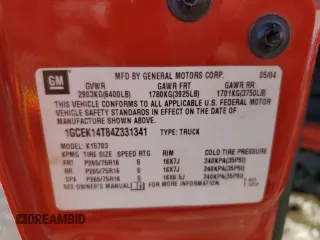 GM
MFD BY GENERAL MOTORS CORP. 05/04
GVWR GAWR FRT GAWR RR
2903KG(6400LB) 1780KG(3925LB) 1701KG(3750LB)
THIS VEHICLE CONFORMS TO ALL APPLICABLE U.S. FEDERAL MOTOR
VEHICLE SAFETY STANDARDS IN EFFECT ON THE DATE OF
MANUFACTURE SHOWN ABOVE.
1GCEK14T84Z331341 TYPE: TRUCK
MODEL: K15703
TIRE SIZE SPEED RTG RIM COLD TIRE PRESSURE
FRT P265/75R16 S 16X7J 240KPA(35PSI)
RR P265/75R16 S 16X7J 240KPA(35PSI)
SPA P265/75R16 S 16X6.5J 240KPA(35PSI)
SEE OWNER'S MANUAL FOR MORE INFORMATION.
DREAMBID